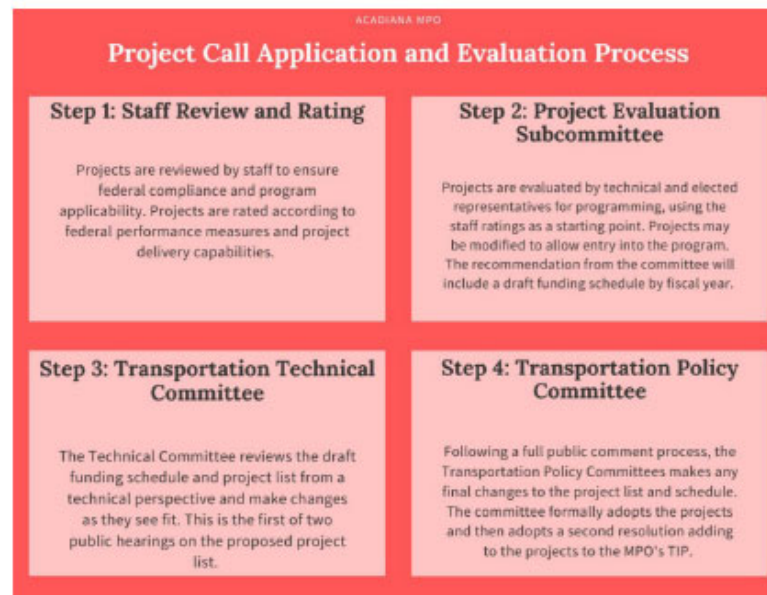 ACADIANA MPO
Project Call Application and Evaluation Process
Step 1: Staff Review and Rating
Projects are reviewed by staff to ensure
federal compliance and program
applicability. Projects are rated according to
federal performance measures and project
delivery capabilities.
Step 2: Project Evaluation
Subcommittee
Projects are evaluated by technical and elected
representatives for programming, using the
staff ratings as a starting point. Projects may
be modified to allow entry into the program.
The recommendation from the committee will
include a draft funding schedule by fiscal year.
Step 3: Transportation Technical
Committee
The Technical Committee reviews the draft
funding schedule and project list from a
technical perspective and make changes
as they see fit. This is the first of two
public hearings on the proposed project
list.
Step 4: Transportation Policy
Committee
Following a full public comment process, the
Transportation Policy Committees makes any
final changes to the project list and schedule.
The committee formally adopts the projects
and then adopts a second resolution adding
to the projects to the MPO's TIP.